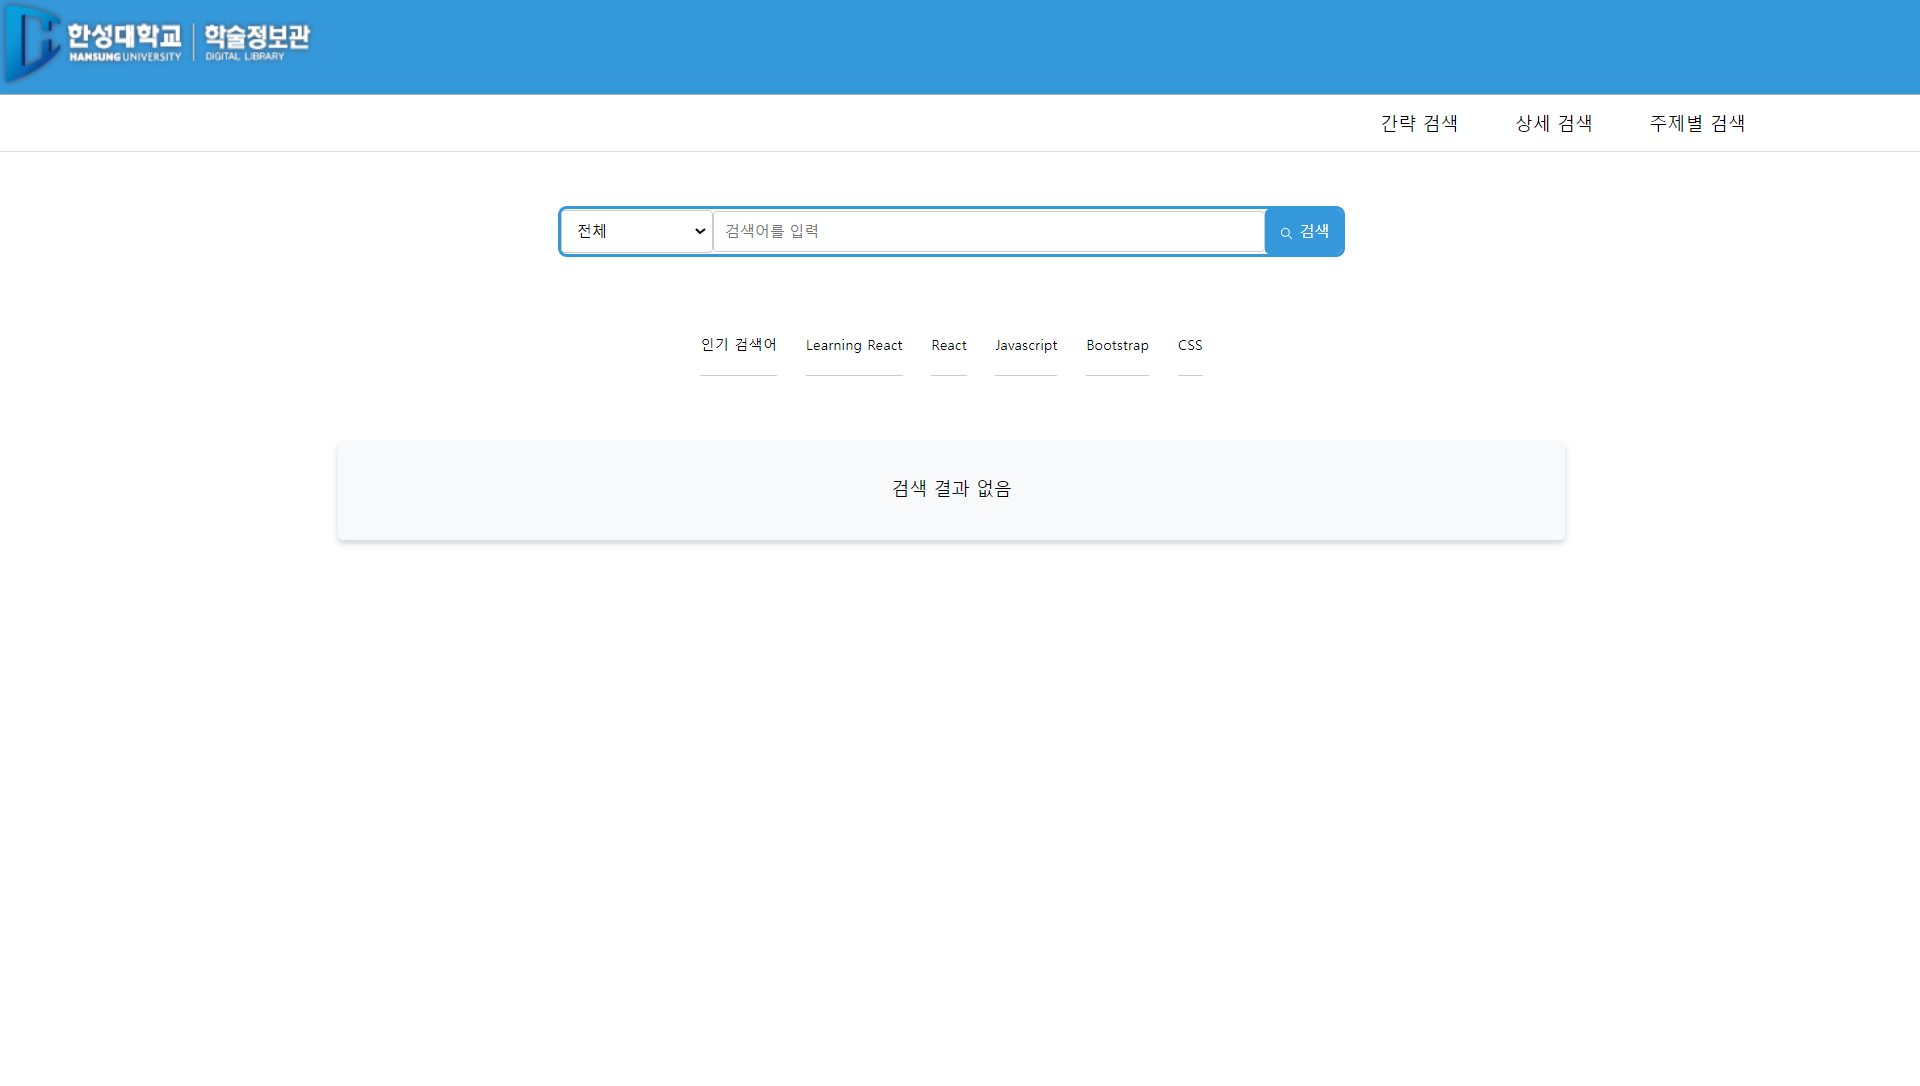 한성대학교 학술정보관
HANSUNG UNIVERSITY DIGITAL LIBRARY
간략 검색 상세 검색 주제별 검색
전체 검색어를 입력 검색
인기 검색어 Learning React React Javascript Bootstrap CSS
검색 결과 없음